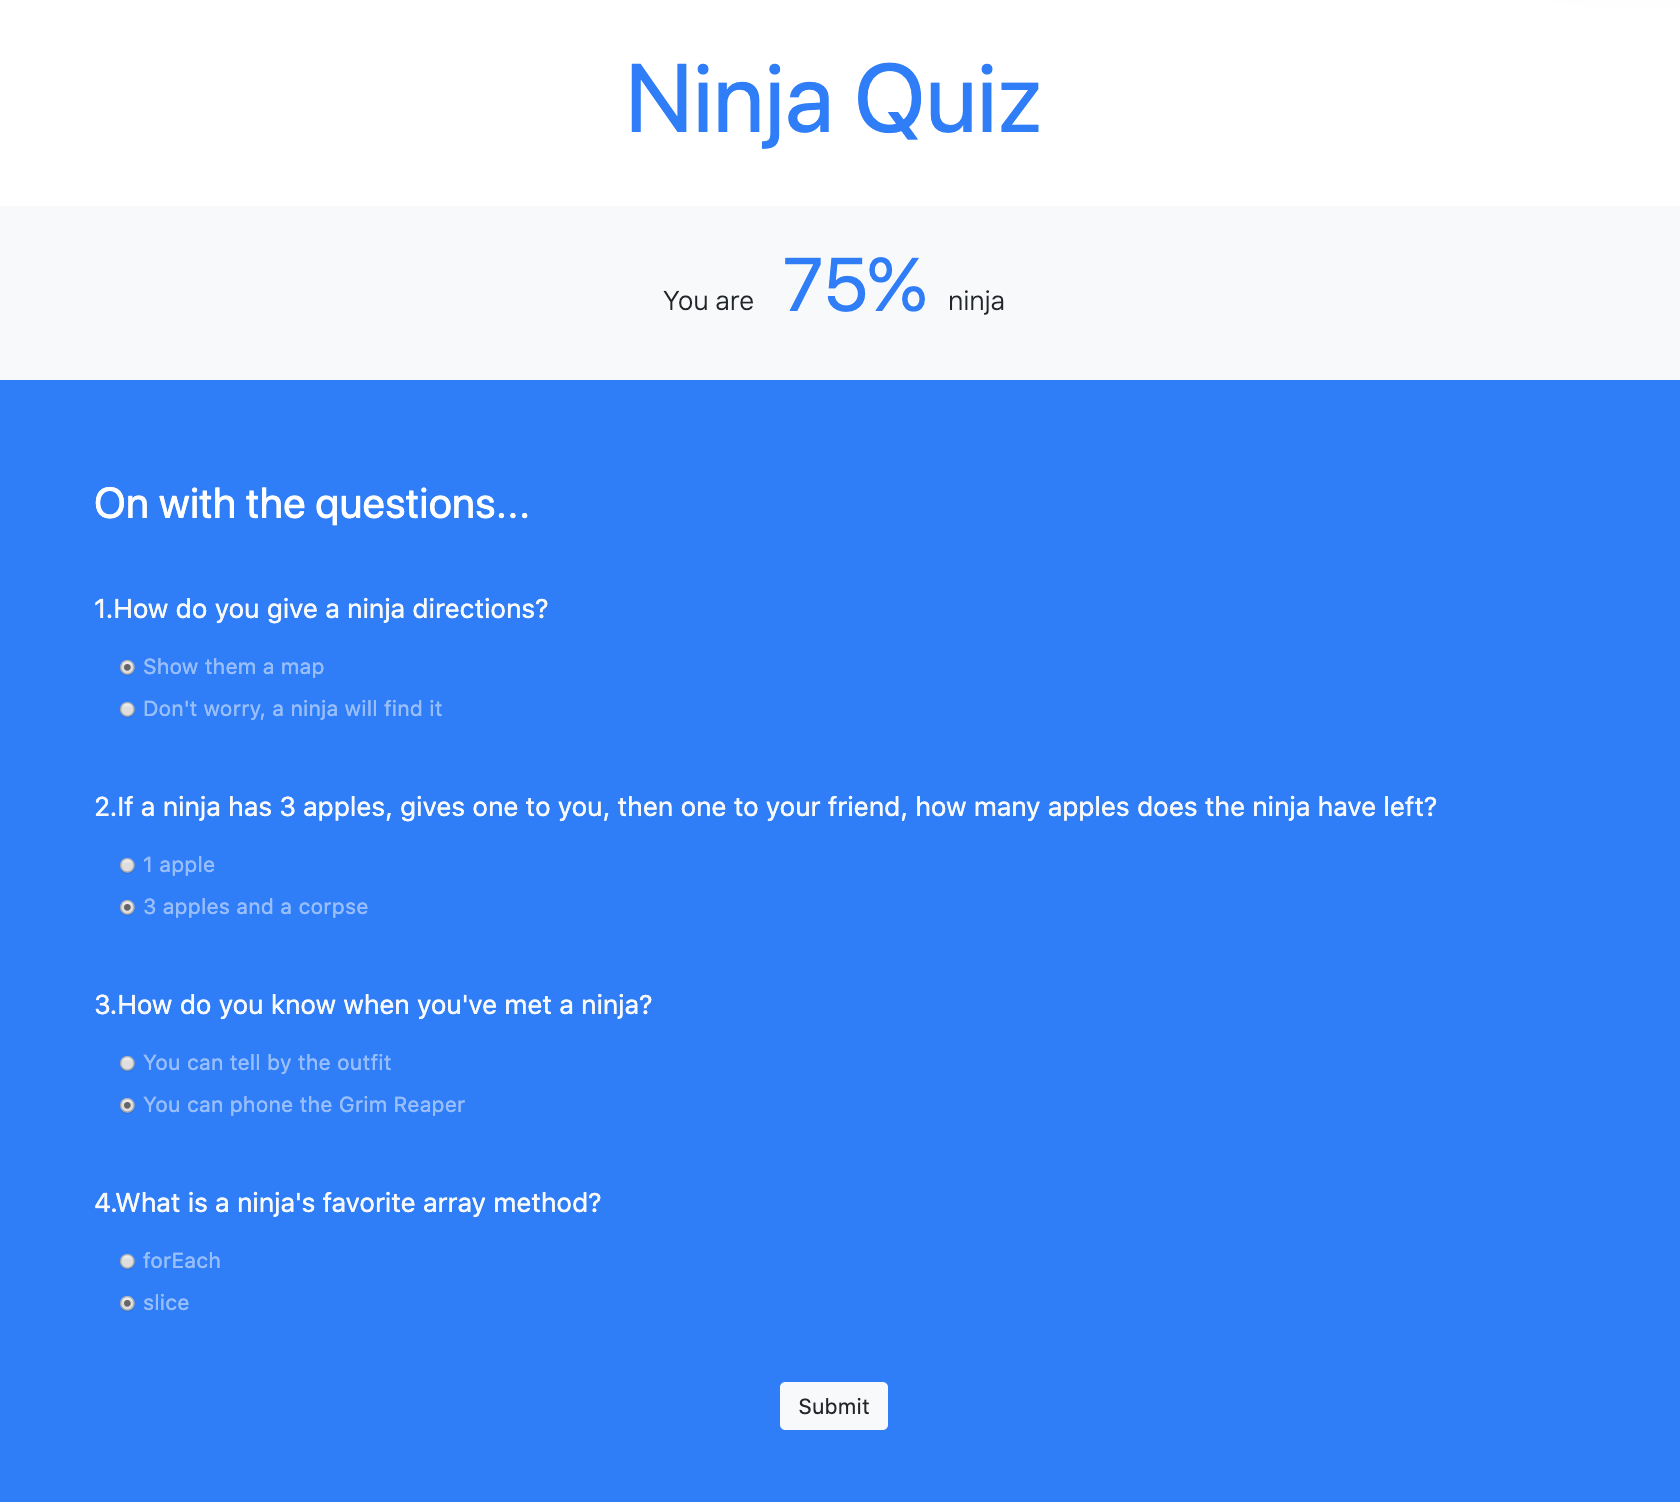 Ninja Quiz
You are 75% ninja
On with the questions...
1.How do you give a ninja directions?
Show them a map
Don't worry, a ninja will find it
2.If a ninja has 3 apples, gives one to you, then one to your friend, how many apples does the ninja have left?
1 apple
3 apples and a corpse
3.How do you know when you've met a ninja?
You can tell by the outfit
You can phone the Grim Reaper
4.What is a ninja's favorite array method?
forEach
slice
Submit